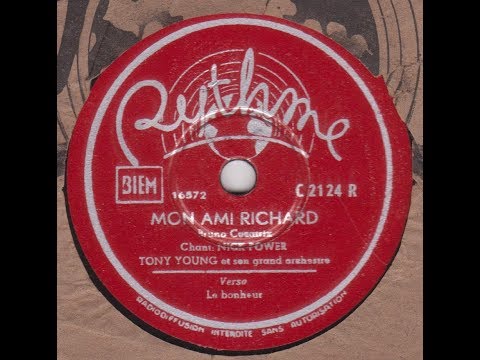 Rythme
BIEM
16572
C 2124 R
MON AMI RICHARD
Bruno
Chant: NICK POWER
TONY YOUNG et son grand orchestre
Verso
Le bonheur
RADIODIFFUSION INTERDITE SANS AUTORISATION